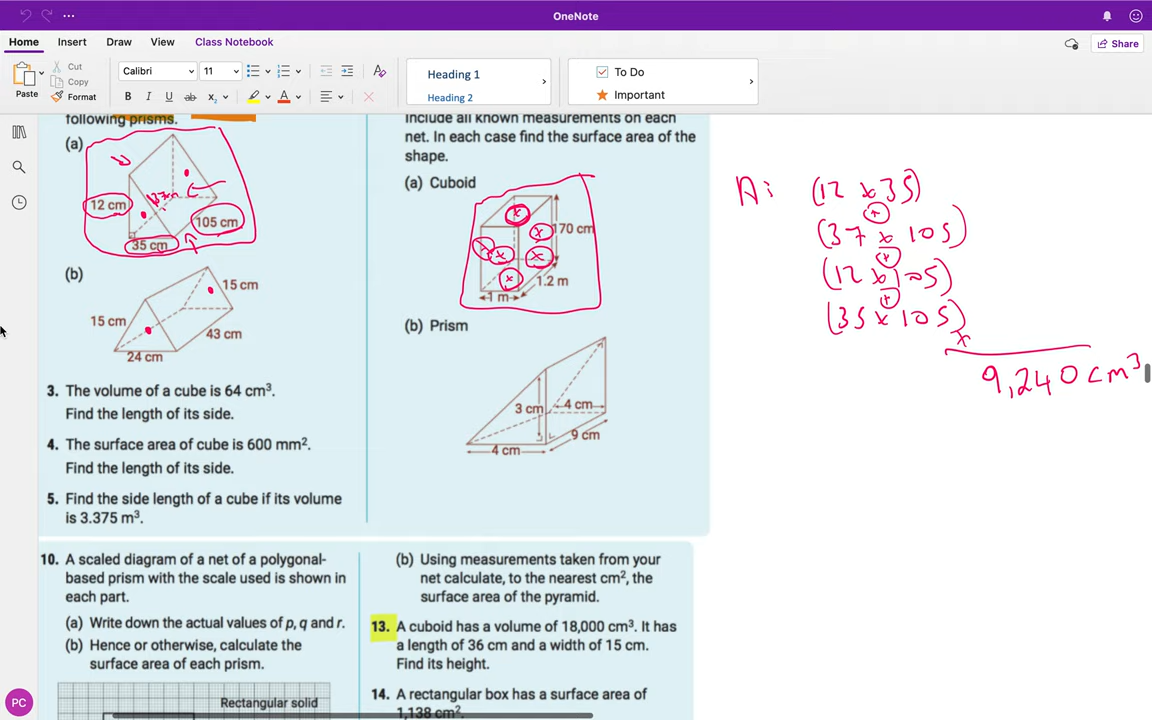 OneNote
Home Insert Draw View Class Notebook
Share
Paste
Cut
Copy
Format
Calibri 11
B I U ab x₂ A
Heading 1
Heading 2
To Do
Important
following prisms.
(a)
12 cm
37cm
105 cm
35 cm
(b)
15 cm
15 cm
43 cm
24 cm
3. The volume of a cube is 64 cm³.
Find the length of its side.
4. The surface area of cube is 600 mm².
Find the length of its side.
5. Find the side length of a cube if its volume
is 3.375 m³.
Include all known measurements on each
net. In each case find the surface area of the
shape.
(a) Cuboid
170 cm
1.2 m
1 m
(b) Prism
3 cm
4 cm
9 cm
4 cm
A: (12 x 35)
+
(37 x 105)
+
(12 x 105)
+
(35 x 105)
x
9,240 cm³
10. A scaled diagram of a net of a polygonal-
based prism with the scale used is shown in
each part.
(a) Write down the actual values of p, q and r.
(b) Hence or otherwise, calculate the
surface area of each prism.
Rectangular solid
(b) Using measurements taken from your
net calculate, to the nearest cm², the
surface area of the pyramid.
13. A cuboid has a volume of 18,000 cm³. It has
a length of 36 cm and a width of 15 cm.
Find its height.
14. A rectangular box has a surface area of
1,138 cm².
PC